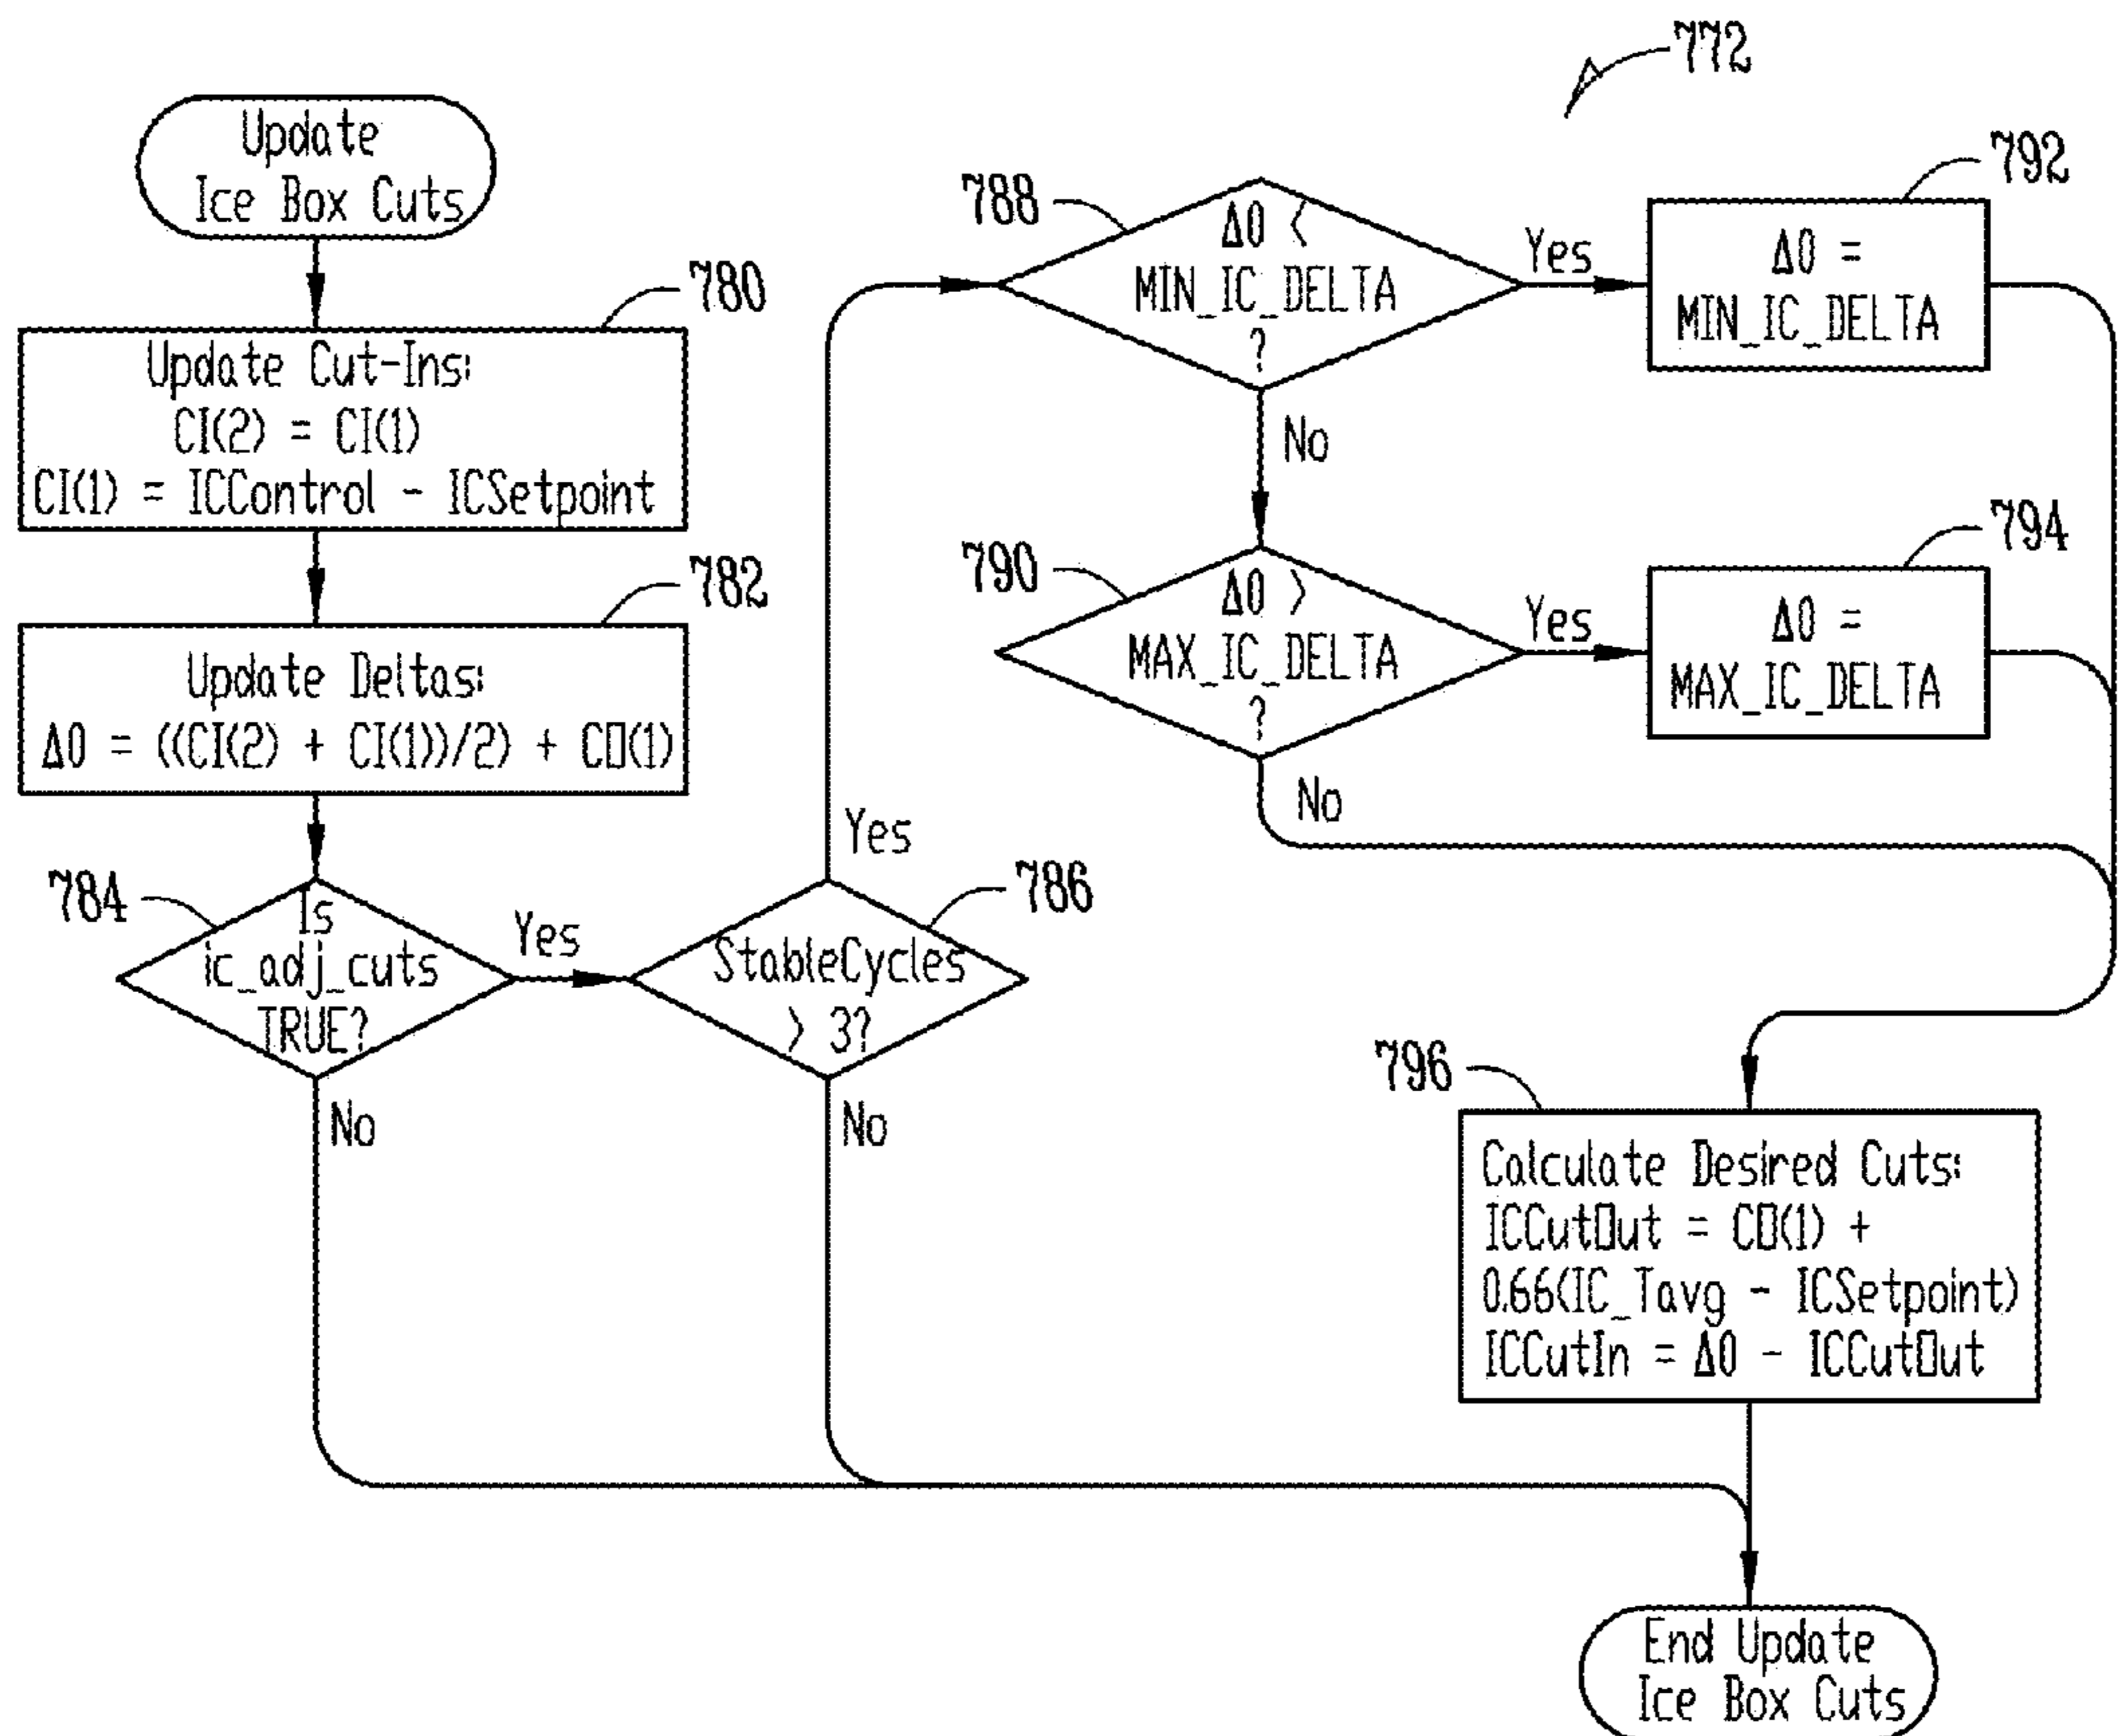 772
Update
Ice Box Cuts
780
Update Cut-Ins:
CI(2) = CI(1)
CI(1) = ICControl - ICSetpoint
782
Update Deltas:
Δ0 = ((CI(2) + CI(1))/2) + CO(1)
784
Is
ic_adj_cuts
TRUE?
Yes
No
786
StableCycles
> 3?
Yes
No
788
Δ0 <
MIN_IC_DELTA
?
Yes
No
792
Δ0 =
MIN_IC_DELTA
790
Δ0 >
MAX_IC_DELTA
?
Yes
No
794
Δ0 =
MAX_IC_DELTA
796
Calculate Desired Cuts:
ICCutOut = CO(1) +
0.66(IC_Tavg - ICSetpoint)
ICCutIn = Δ0 - ICCutOut
End Update
Ice Box Cuts